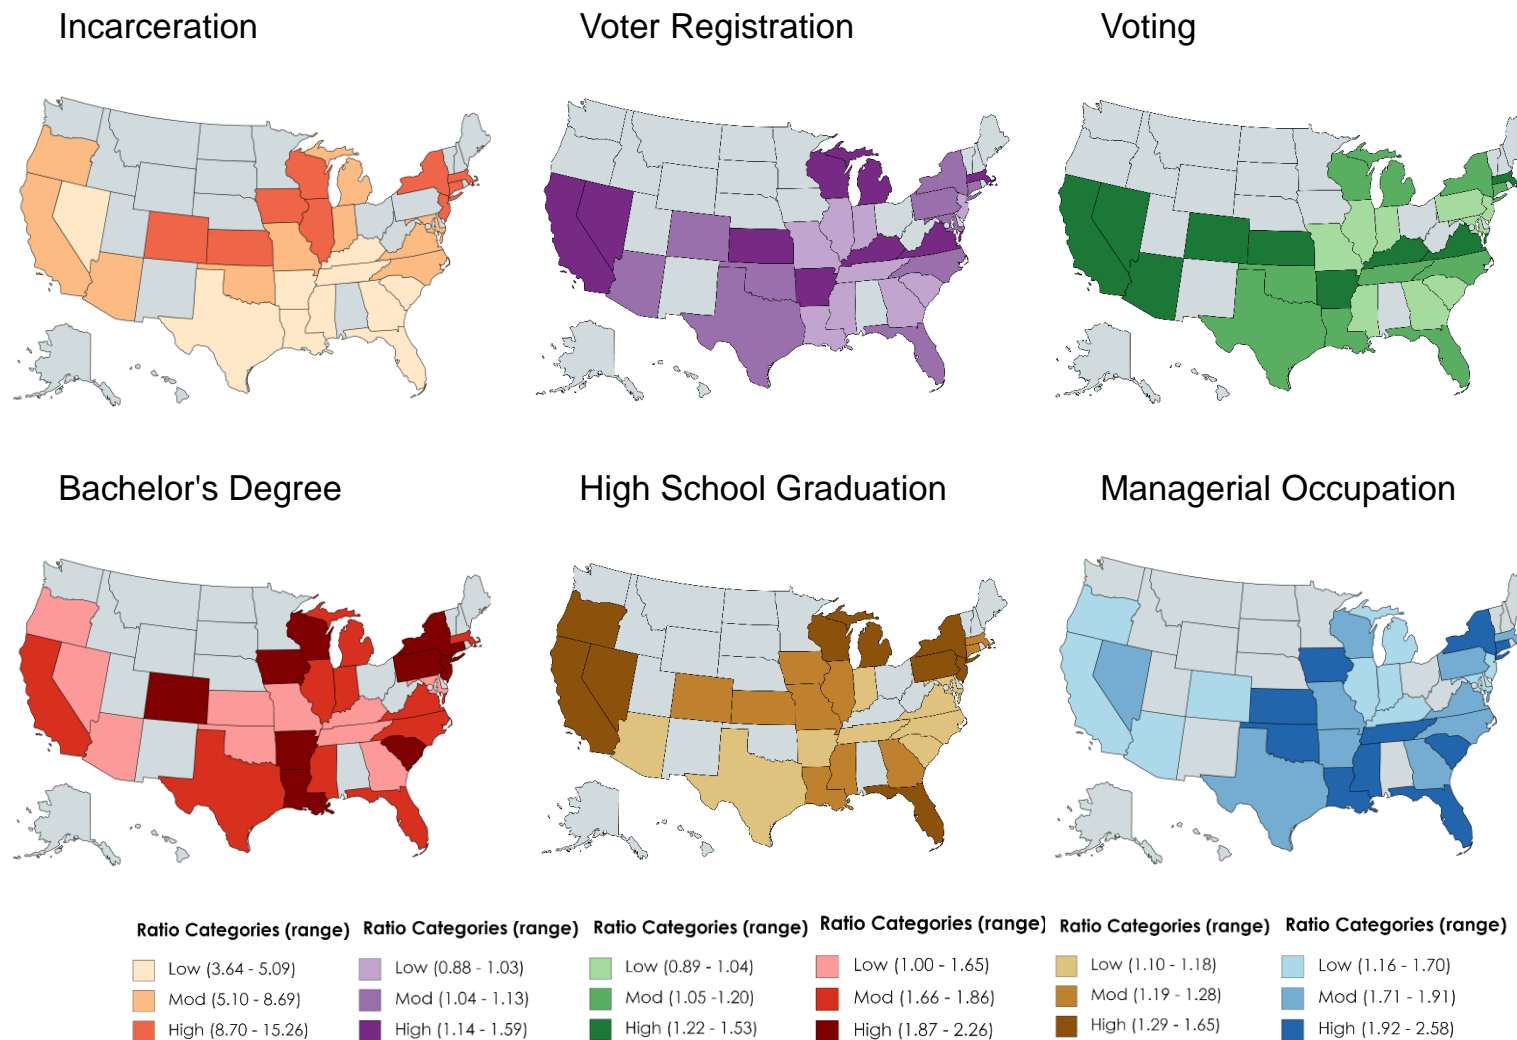 Incarceration
Voter Registration
Voting
Bachelor's Degree
High School Graduation
Managerial Occupation
Ratio Categories (range)
Low (3.64 - 5.09)
Mod (5.10 - 8.69)
High (8.70 - 15.26)
Ratio Categories (range)
Low (0.88 - 1.03)
Mod (1.04 - 1.13)
High (1.14 - 1.59)
Ratio Categories (range)
Low (0.89 - 1.04)
Mod (1.05 -1.20)
High (1.22 - 1.53)
Ratio Categories (range)
Low (1.00 - 1.65)
Mod (1.66 - 1.86)
High (1.87 - 2.26)
Ratio Categories (range)
Low (1.10 - 1.18)
Mod (1.19 - 1.28)
High (1.29 - 1.65)
Ratio Categories (range)
Low (1.16 - 1.70)
Mod (1.71 - 1.91)
High (1.92 - 2.58)